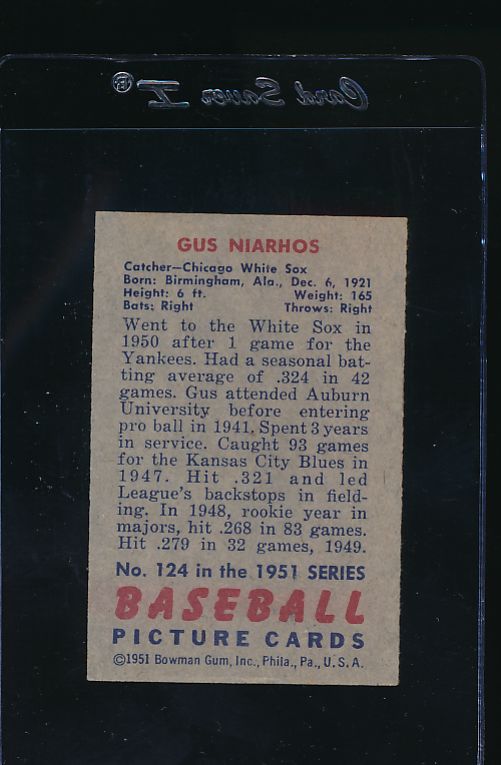 Card Saver I ®
GUS NIARHOS
Catcher—Chicago White Sox
Born: Birmingham, Ala., Dec. 6, 1921
Height: 6 ft. Weight: 165
Bats: Right Throws: Right
Went to the White Sox in
1950 after 1 game for the
Yankees. Had a seasonal bat-
ting average of .324 in 42
games. Gus attended Auburn
University before entering
pro ball in 1941. Spent 3 years
in service. Caught 93 games
for the Kansas City Blues in
1947. Hit .321 and led
League's backstops in field-
ing. In 1948, rookie year in
majors, hit .268 in 83 games.
Hit .279 in 32 games, 1949.
No. 124 in the 1951 SERIES
BASEBALL
PICTURE CARDS
©1951 Bowman Gum, Inc., Phila., Pa., U. S. A.